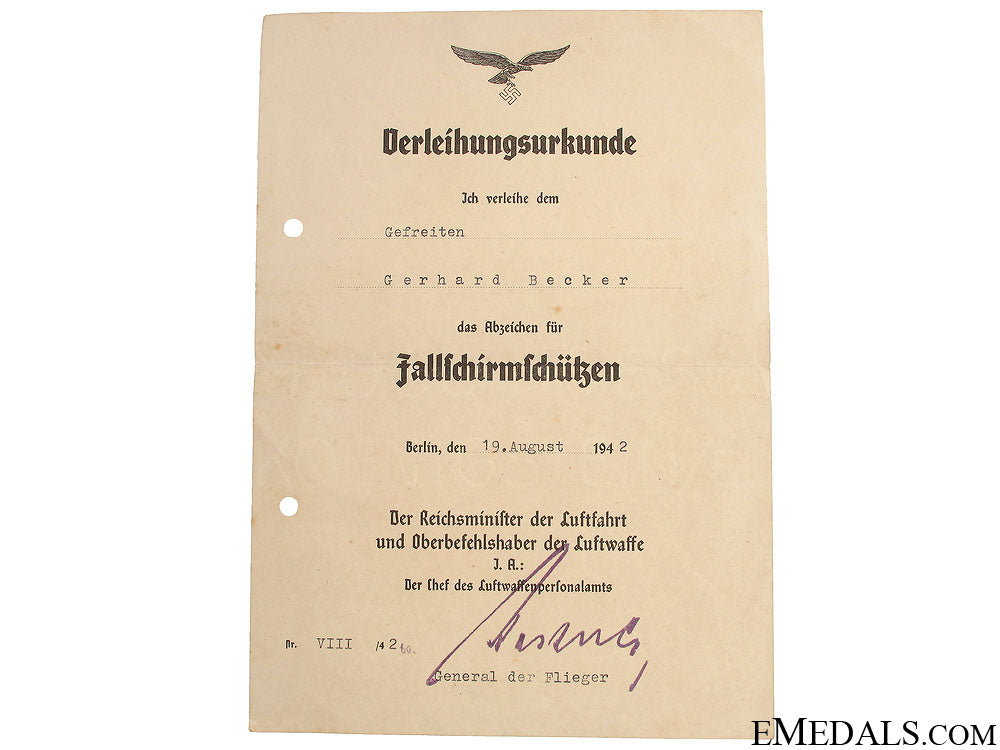 Verleihungsurkunde
Ich verleihe dem
Gefreiten
Gerhard Becker
das Abzeichen für
Fallschirmschützen
Berlin, den 19. August 1942
Der Reichsminister der Luftfahrt
und Oberbefehlshaber der Luftwaffe
J. A.:
Der Chef des Luftwaffenpersonalamts
Nr. VIII /42
General der Flieger
EMEDALS.COM